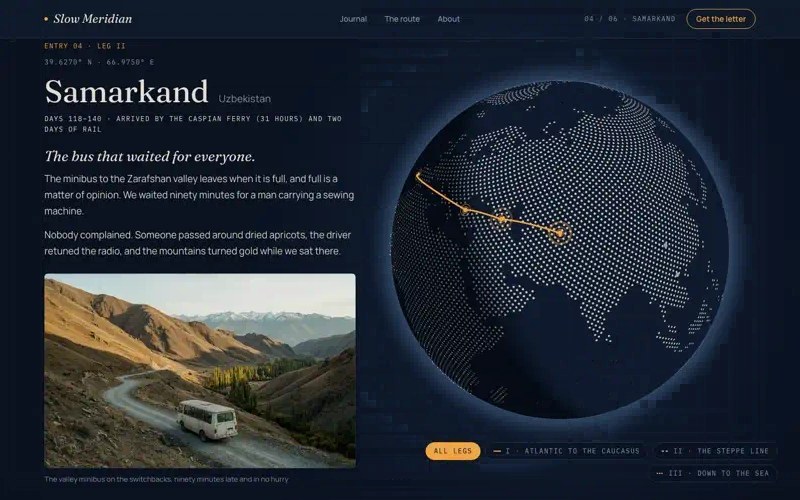 Slow Meridian
Journal
The route
About
04 / 06 · SAMARKAND
Get the letter
ENTRY 04 · LEG II
39.6270° N · 66.9750° E
Samarkand Uzbekistan
DAYS 118–140 · ARRIVED BY THE CASPIAN FERRY (31 HOURS) AND TWO
DAYS OF RAIL
The bus that waited for everyone.
The minibus to the Zarafshan valley leaves when it is full, and full is a
matter of opinion. We waited ninety minutes for a man carrying a sewing
machine.
Nobody complained. Someone passed around dried apricots, the driver
retuned the radio, and the mountains turned gold while we sat there.
The valley minibus on the switchbacks, ninety minutes late and in no hurry
ALL LEGS
I · ATLANTIC TO THE CAUCASUS
II · THE STEPPE LINE
III · DOWN TO THE SEA